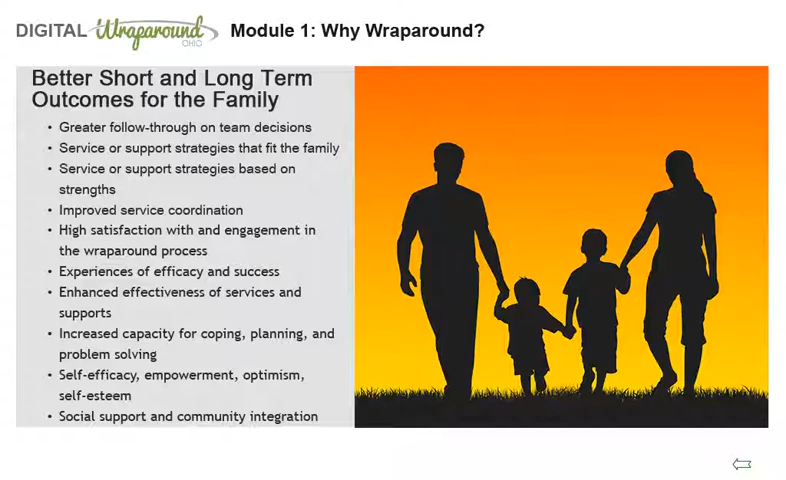 DIGITAL Wraparound OHIO Module 1: Why Wraparound?
Better Short and Long Term
Outcomes for the Family
• Greater follow-through on team decisions
• Service or support strategies that fit the family
• Service or support strategies based on
strengths
• Improved service coordination
• High satisfaction with and engagement in
the wraparound process
• Experiences of efficacy and success
• Enhanced effectiveness of services and
supports
• Increased capacity for coping, planning, and
problem solving
• Self-efficacy, empowerment, optimism,
self-esteem
• Social support and community integration